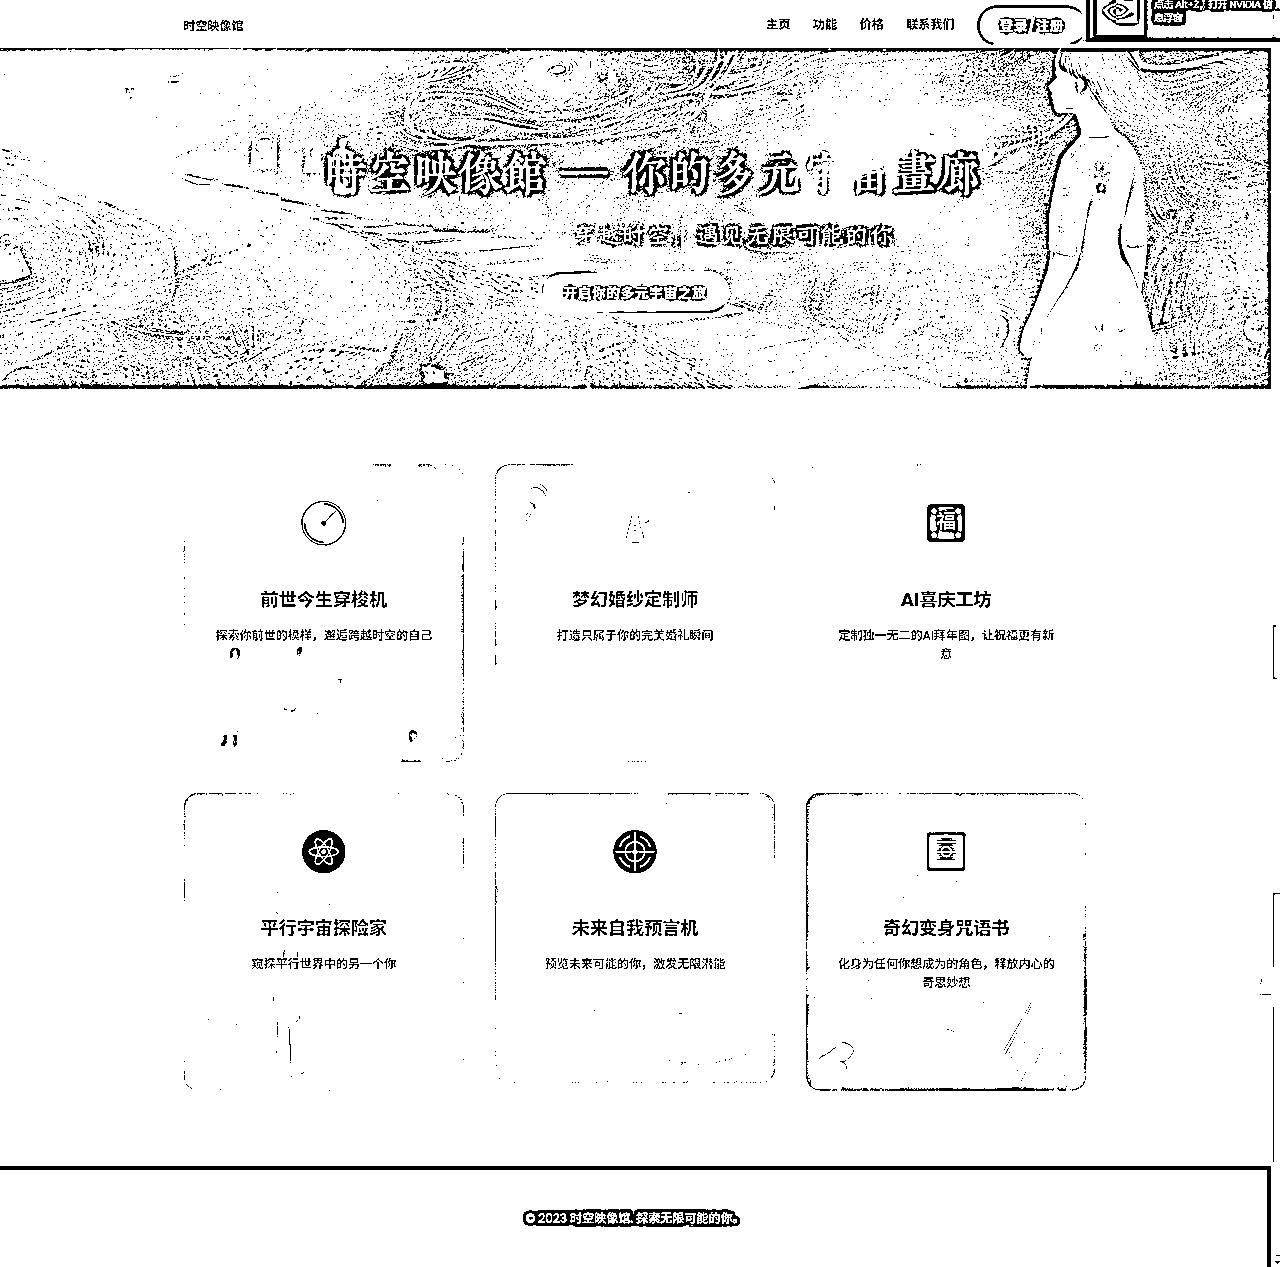 时空映像馆
主页 功能 价格 联系我们 登录/注册
点击 Alt+Z，打开 NVIDIA
時空映像館 — 你的多元宇宙畫廊
穿越时空，遇见无限可能的你
开启你的多元宇宙之旅
前世今生穿梭机
探索你前世的模样，邂逅跨越时空的自己
梦幻婚纱定制师
打造只属于你的完美婚礼瞬间
AI喜庆工坊
福
定制独一无二的AI拜年图，让祝福更有新
意
平行宇宙探险家
窥探平行世界中的另一个你
未来自我预言机
预览未来可能的你，激发无限潜能
奇幻变身咒语书
化身为任何你想成为的角色，释放内心的
奇思妙想
© 2023 时空映像馆. 探索无限可能的你。